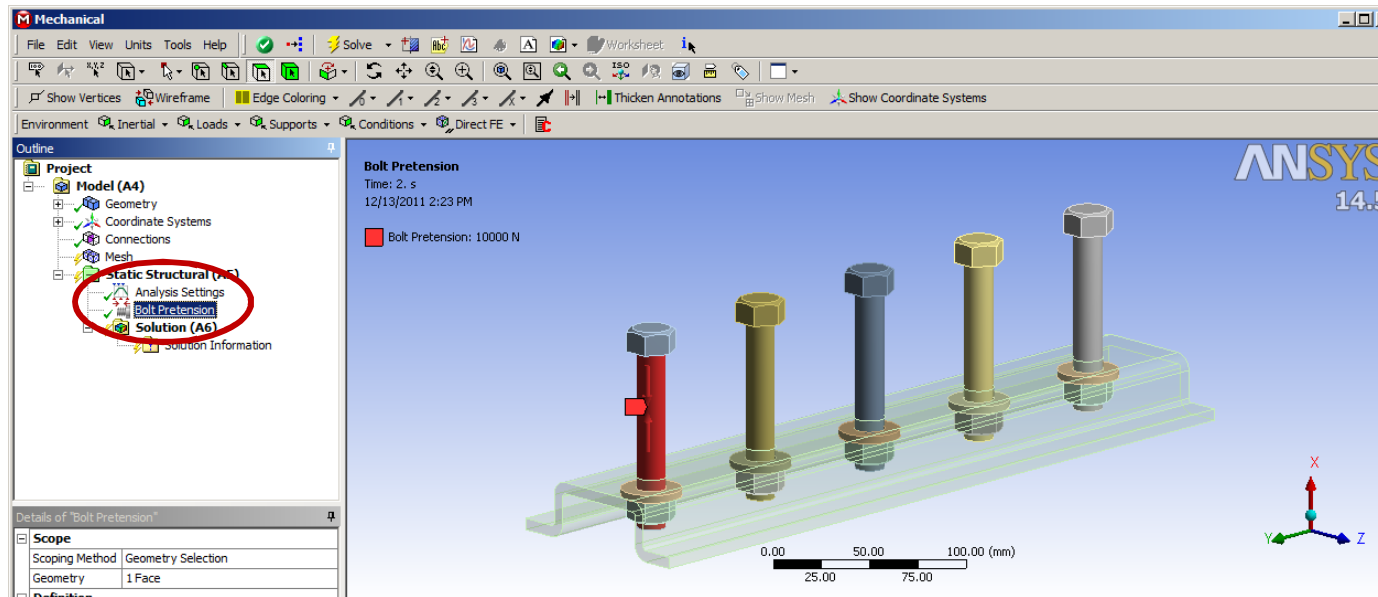 Mechanical
File Edit View Units Tools Help Solve Worksheet
Show Vertices Wireframe Edge Coloring Thicken Annotations Show Mesh Show Coordinate Systems
Environment Inertial Loads Supports Conditions Direct FE
Outline
Project
Model (A4)
Geometry
Coordinate Systems
Connections
Mesh
Static Structural (A5)
Analysis Settings
Bolt Pretension
Solution (A6)
Solution Information
Details of "Bolt Pretension"
Scope
Scoping Method Geometry Selection
Geometry 1 Face
Definition
Bolt Pretension
Time: 2. s
12/13/2011 2:23 PM
Bolt Pretension: 10000 N
ANSYS
14.5
X
Y Z
0.00 50.00 100.00 (mm)
25.00 75.00